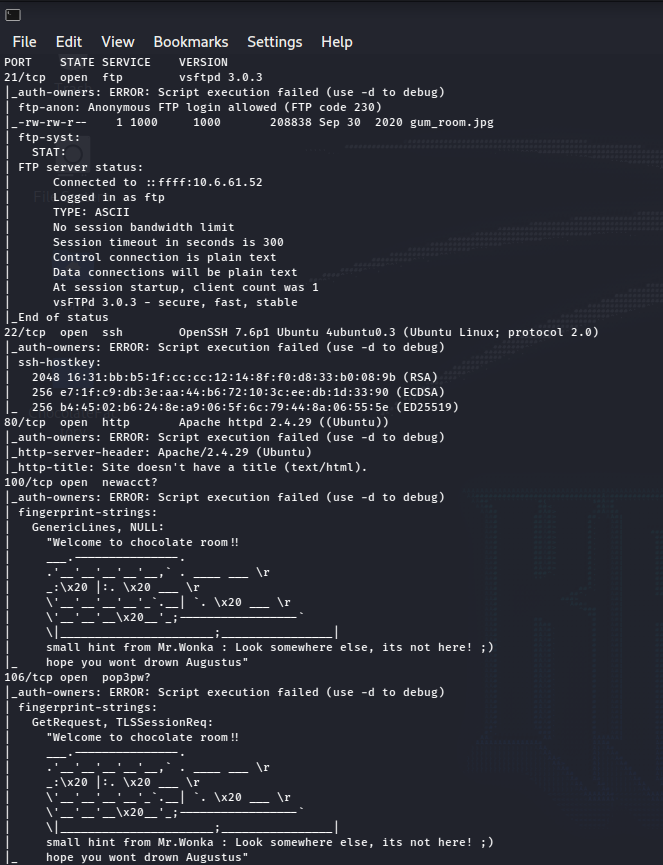 File Edit View Bookmarks Settings Help
PORT    STATE SERVICE    VERSION
21/tcp  open  ftp        vsftpd 3.0.3
|_auth-owners: ERROR: Script execution failed (use -d to debug)
| ftp-anon: Anonymous FTP login allowed (FTP code 230)
|_-rw-rw-r--    1 1000     1000       208838 Sep 30  2020 gum_room.jpg
| ftp-syst:
|   STAT:
| FTP server status:
|      Connected to ::ffff:10.6.61.52
|      Logged in as ftp
|      TYPE: ASCII
|      No session bandwidth limit
|      Session timeout in seconds is 300
|      Control connection is plain text
|      Data connections will be plain text
|      At session startup, client count was 1
|      vsFTPd 3.0.3 - secure, fast, stable
|_End of status
22/tcp  open  ssh        OpenSSH 7.6p1 Ubuntu 4ubuntu0.3 (Ubuntu Linux; protocol 2.0)
|_auth-owners: ERROR: Script execution failed (use -d to debug)
| ssh-hostkey:
|   2048 16:31:bb:b5:1f:cc:cc:12:14:8f:f0:d8:33:b0:08:9b (RSA)
|   256 e7:1f:c9:db:3e:aa:44:b6:72:10:3c:ee:db:1d:33:90 (ECDSA)
|_  256 b4:45:02:b6:24:8e:a9:06:5f:6c:79:44:8a:06:55:5e (ED25519)
80/tcp  open  http       Apache httpd 2.4.29 ((Ubuntu))
|_auth-owners: ERROR: Script execution failed (use -d to debug)
|_http-server-header: Apache/2.4.29 (Ubuntu)
|_http-title: Site doesn't have a title (text/html).
100/tcp open  newacct?
|_auth-owners: ERROR: Script execution failed (use -d to debug)
| fingerprint-strings:
|   GenericLines, NULL:
|     "Welcome to chocolate room!!
|     ___.---------------.
|     .'__'__'__'__'__,` . ____ ___ \r
|     _:\x20 |:. \x20 ___ \r
|     \'__'__'__'__'_`.__| `. \x20 ___ \r
|     \'__'__'__\x20__'_;-----------------`
|     \|______________________;________________|
|     small hint from Mr.Wonka : Look somewhere else, its not here! ;)
|_    hope you wont drown Augustus"
106/tcp open  pop3pw?
|_auth-owners: ERROR: Script execution failed (use -d to debug)
| fingerprint-strings:
|   GetRequest, TLSSessionReq:
|     "Welcome to chocolate room!!
|     ___.---------------.
|     .'__'__'__'__'__,` . ____ ___ \r
|     _:\x20 |:. \x20 ___ \r
|     \'__'__'__'__'_`.__| `. \x20 ___ \r
|     \'__'__'__\x20__'_;-----------------`
|     \|______________________;________________|
|     small hint from Mr.Wonka : Look somewhere else, its not here! ;)
|_    hope you wont drown Augustus"